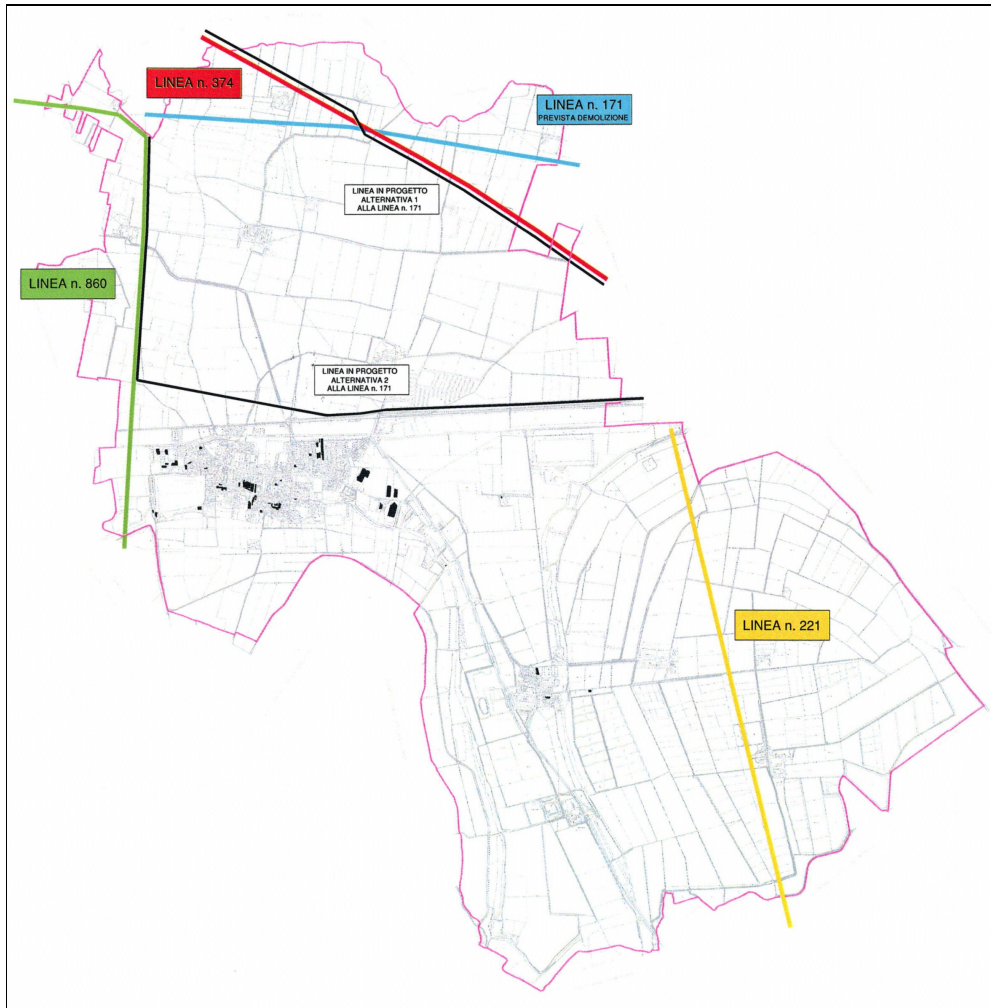 LINEA n. 374
LINEA n. 171
PREVISTA DEMOLIZIONE
LINEA IN PROGETTO
ALTERNATIVA 1
ALLA LINEA n. 171
LINEA n. 860
LINEA IN PROGETTO
ALTERNATIVA 2
ALLA LINEA n. 171
LINEA n. 221